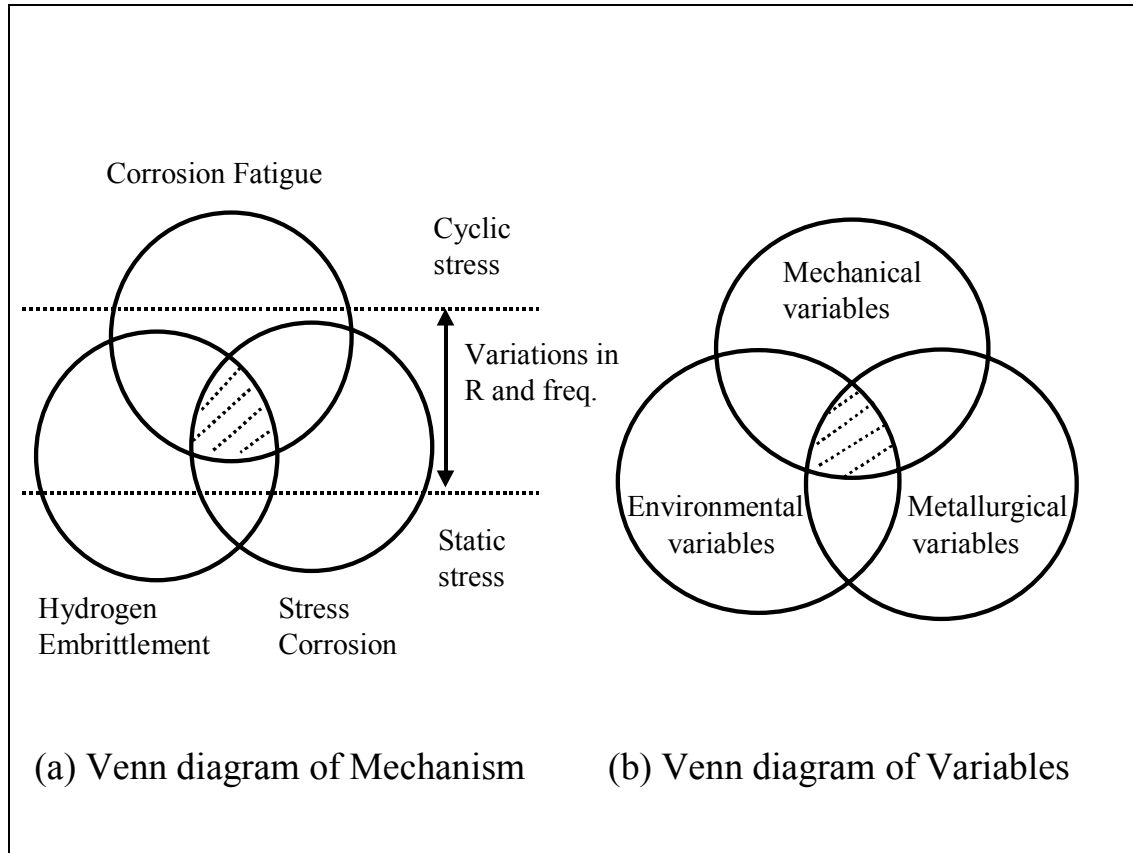 Corrosion Fatigue
Cyclic
stress
Variations in
R and freq.
Static
stress
Hydrogen
Embrittlement
Stress
Corrosion
(a) Venn diagram of Mechanism
Mechanical
variables
Environmental
variables
Metallurgical
variables
(b) Venn diagram of Variables